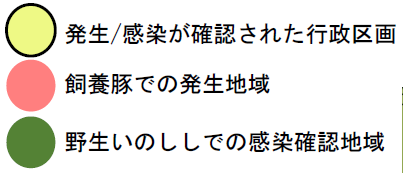 発生/感染が確認された行政区画
飼養豚での発生地域
野生いのししでの感染確認地域